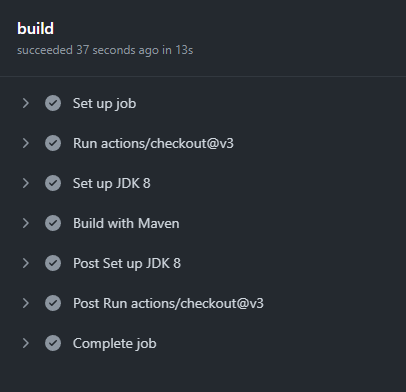 build
succeeded 37 seconds ago in 13s
Set up job
Run actions/checkout@v3
Set up JDK 8
Build with Maven
Post Set up JDK 8
Post Run actions/checkout@v3
Complete job